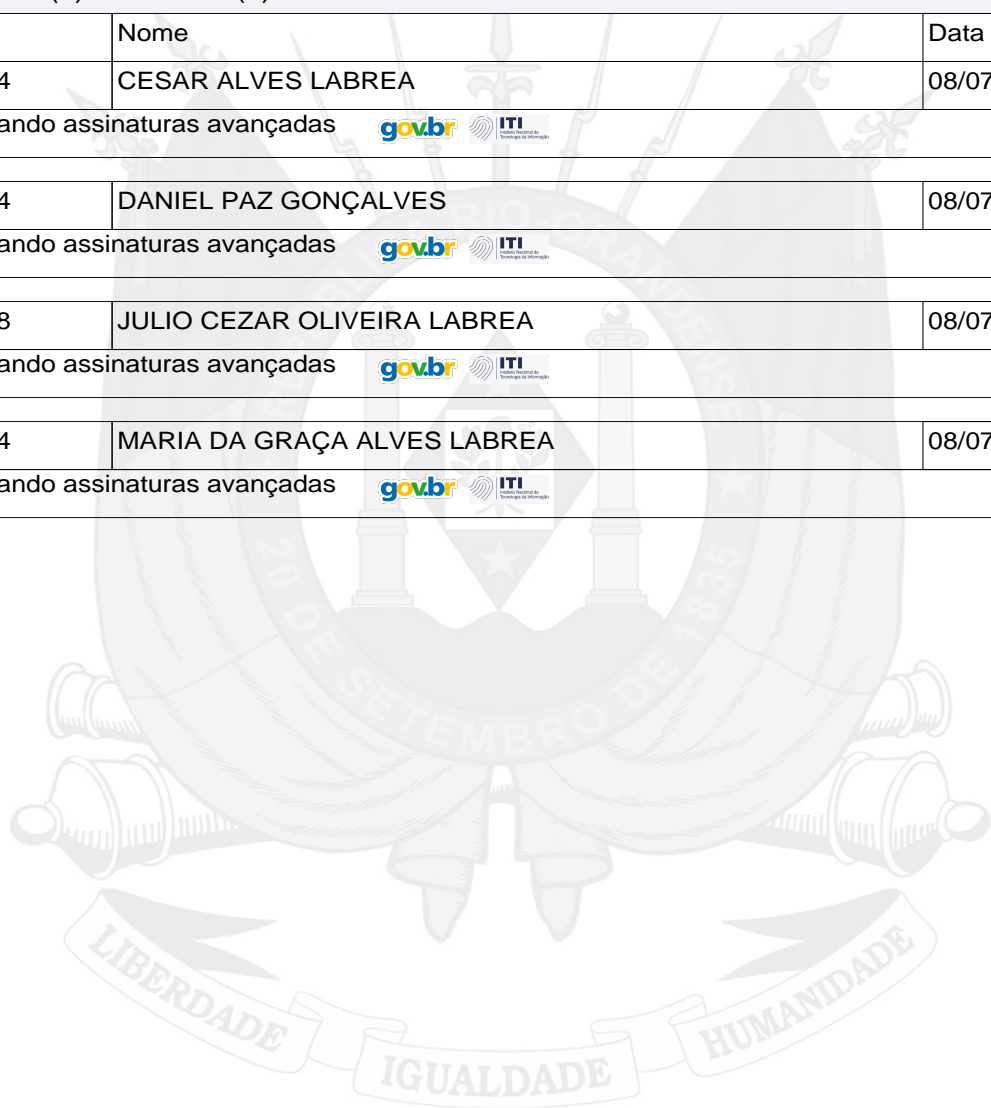 Nome Data
4 CESAR ALVES LABREA 08/07
ando assinaturas avançadas gov.br ITI
4 DANIEL PAZ GONÇALVES 08/07
ando assinaturas avançadas gov.br ITI
8 JULIO CEZAR OLIVEIRA LABREA 08/07
ando assinaturas avançadas gov.br ITI
4 MARIA DA GRAÇA ALVES LABREA 08/07
ando assinaturas avançadas gov.br ITI
20 DE SETEMBRO DE 1835
LIBERDADE IGUALDADE HUMANIDADE